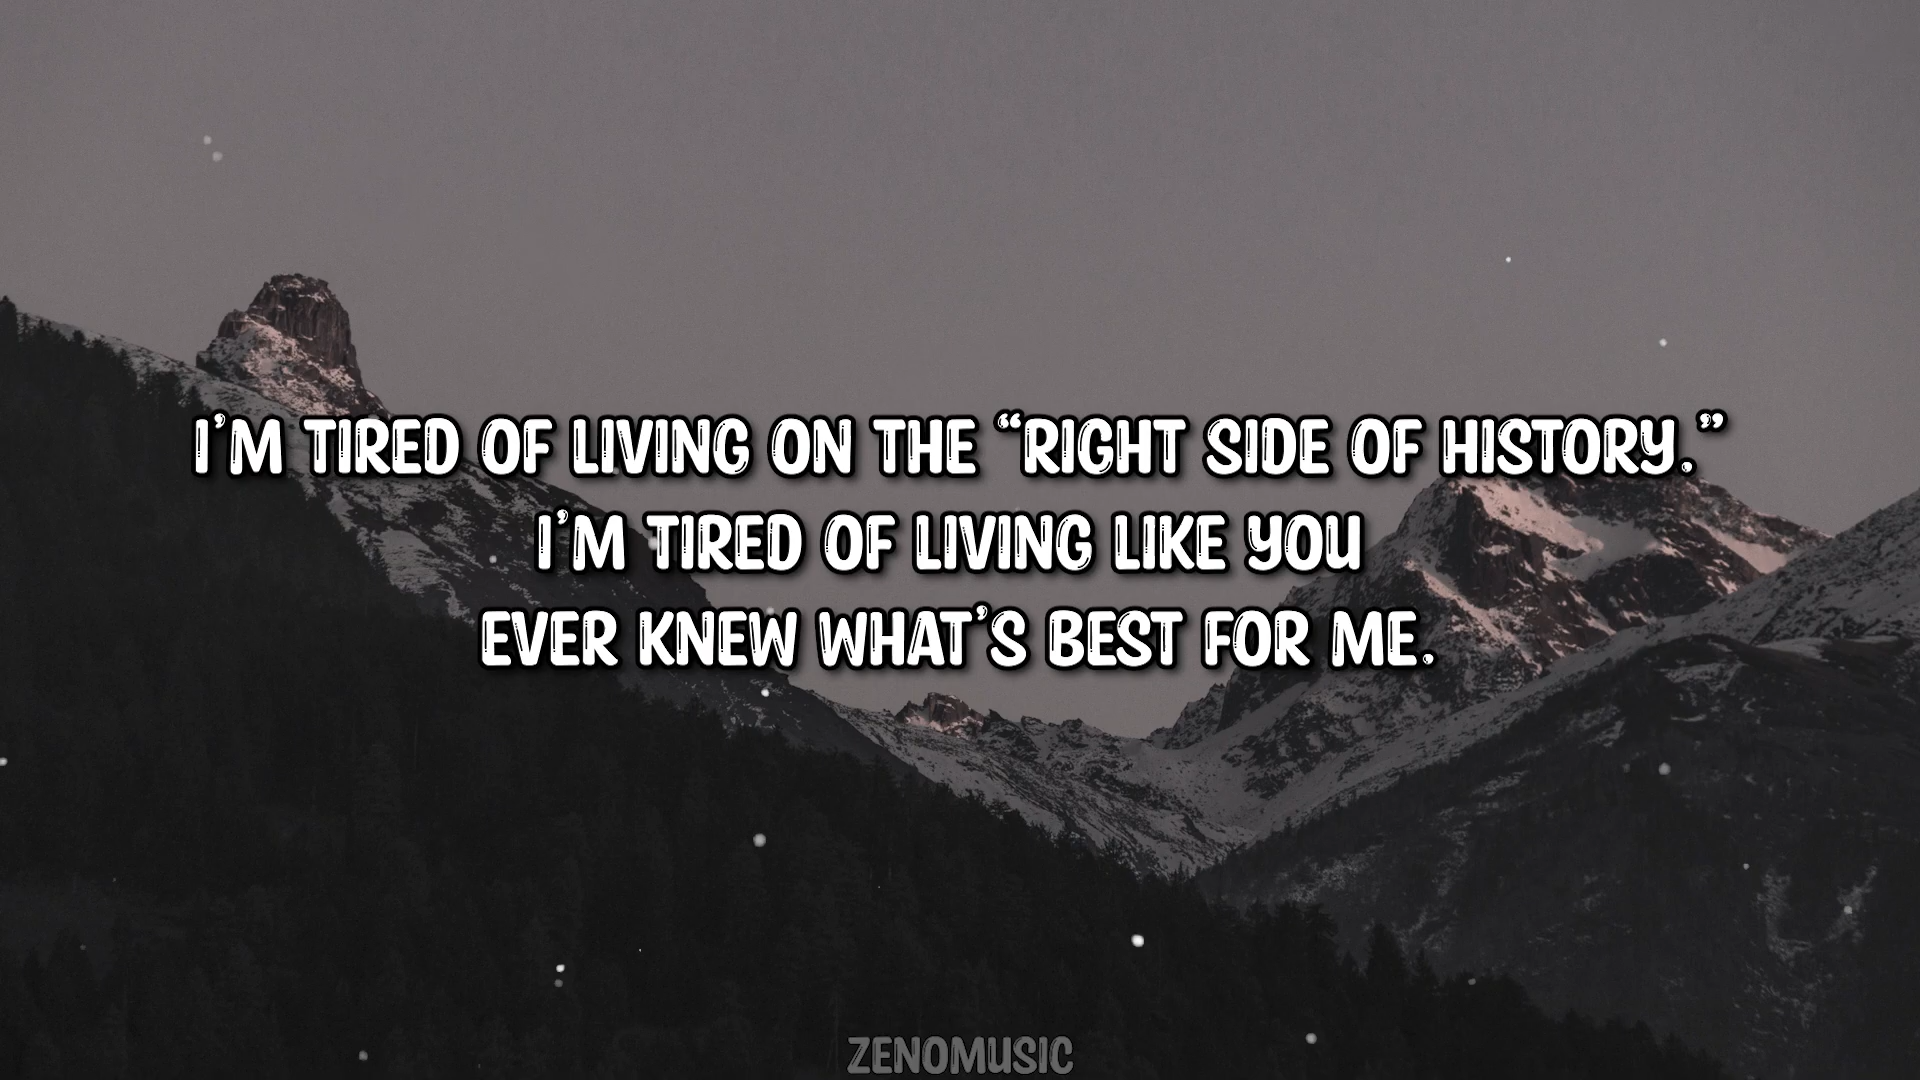 I'M TIRED OF LIVING ON THE “RIGHT SIDE OF HISTORY.”
I'M TIRED OF LIVING LIKE YOU
EVER KNEW WHAT'S BEST FOR ME.
ZENOMUSIC